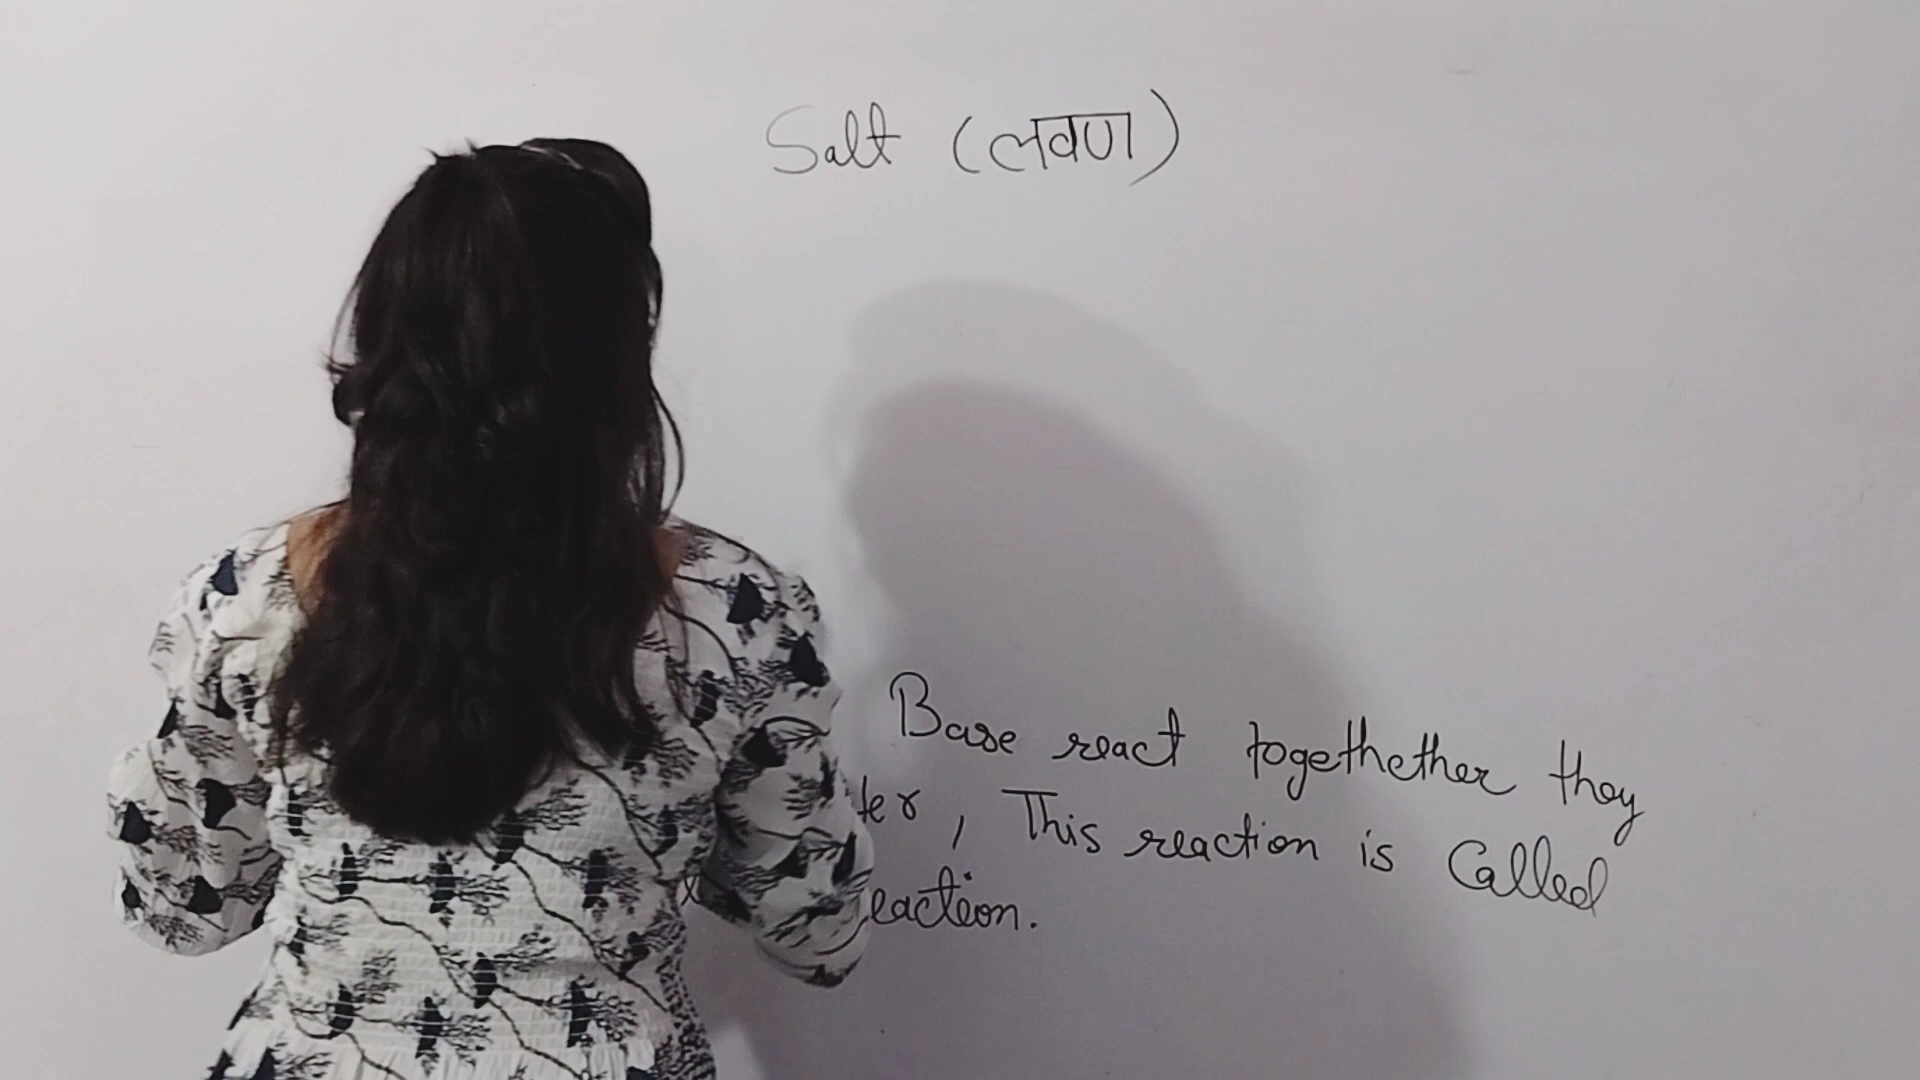 Salt (लवण)
Base react togethether they
ter, This reaction is Called
eaction.